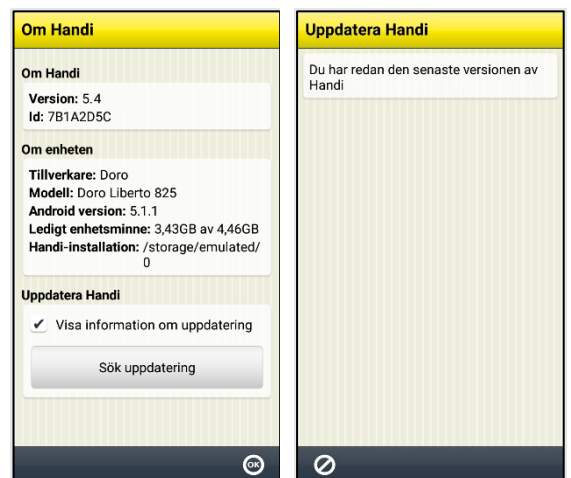 Om Handi
Om Handi
Version: 5.4
Id: 7B1A2D5C
Om enheten
Tillverkare: Doro
Modell: Doro Liberto 825
Android version: 5.1.1
Ledigt enhetsminne: 3,43GB av 4,46GB
Handi-installation: /storage/emulated/
0
Uppdatera Handi
Visa information om uppdatering
Sök uppdatering
OK
Uppdatera Handi
Du har redan den senaste versionen av
Handi